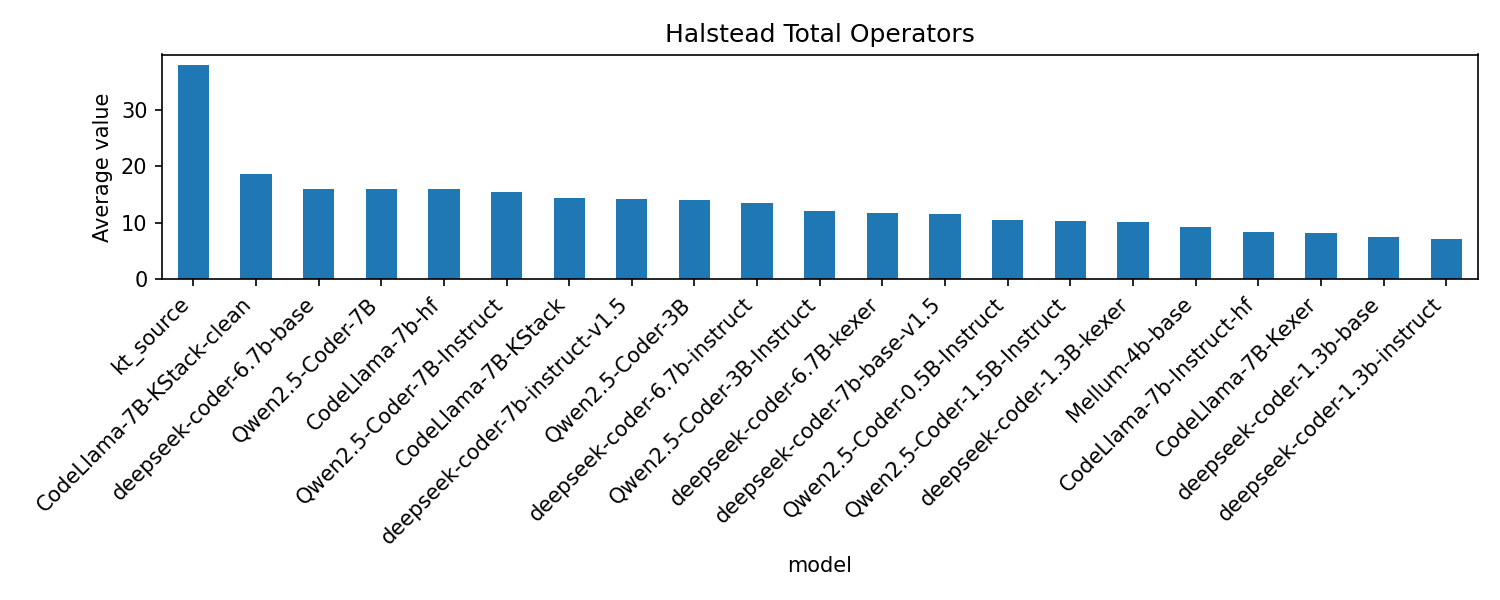 Halstead Total Operators
Average value
30
20
10
0
kt_source
CodeLlama-7B-KStack-clean
deepseek-coder-6.7b-base
Qwen2.5-Coder-7B
CodeLlama-7b-hf
Qwen2.5-Coder-7B-Instruct
CodeLlama-7B-KStack
deepseek-coder-7b-instruct-v1.5
Qwen2.5-Coder-3B
deepseek-coder-6.7b-instruct
Qwen2.5-Coder-3B-Instruct
deepseek-coder-6.7B-kexer
deepseek-coder-7b-base-v1.5
Qwen2.5-Coder-0.5B-Instruct
Qwen2.5-Coder-1.5B-Instruct
deepseek-coder-1.3B-kexer
Mellum-4b-base
CodeLlama-7b-Instruct-hf
CodeLlama-7B-Kexer
deepseek-coder-1.3b-base
deepseek-coder-1.3b-instruct
model